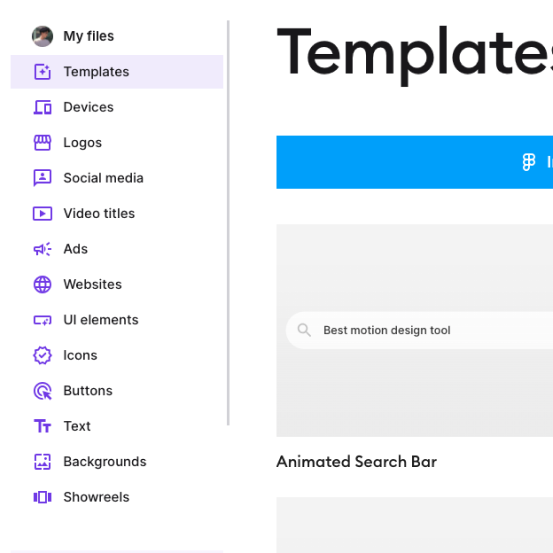 My files
Templates
Devices
Logos
Social media
Video titles
Ads
Websites
UI elements
Icons
Buttons
Text
Backgrounds
Showreels
Templates
Best motion design tool
Animated Search Bar